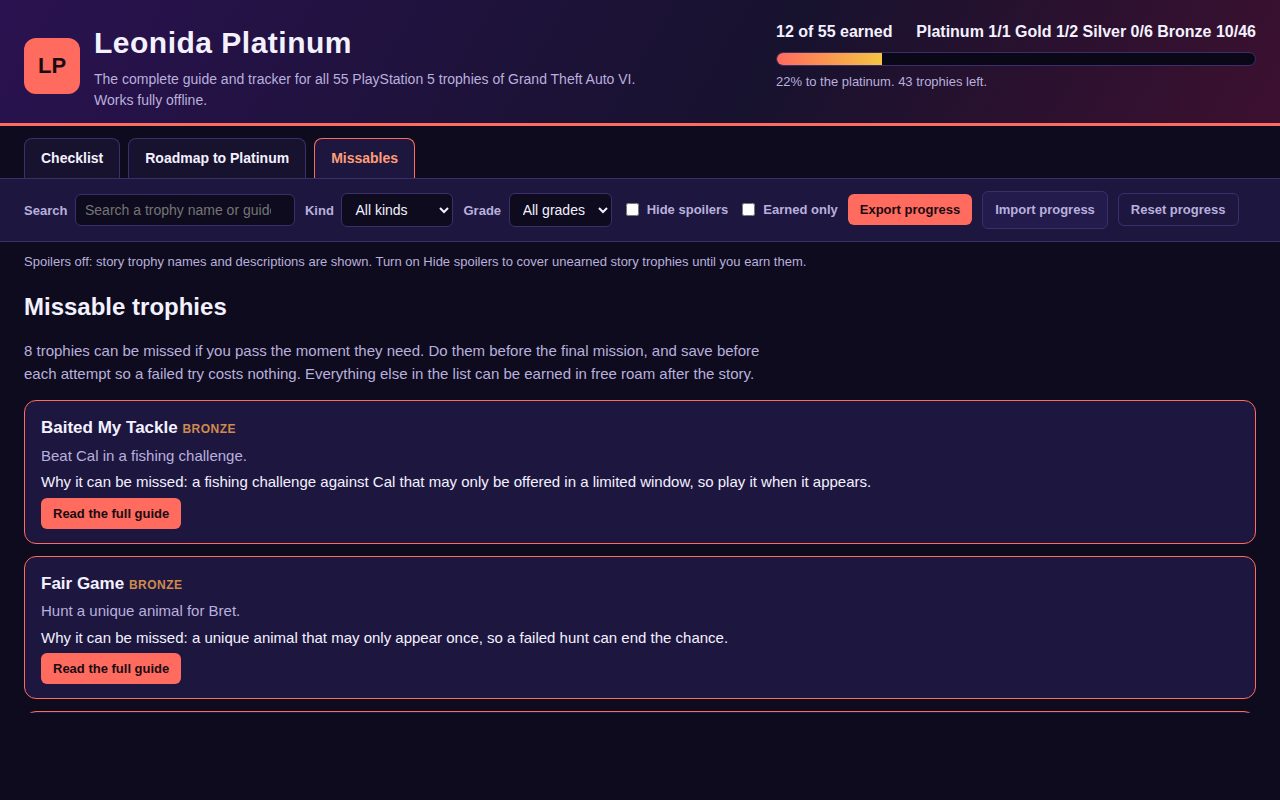 LP
Leonida Platinum
The complete guide and tracker for all 55 PlayStation 5 trophies of Grand Theft Auto VI.
Works fully offline.
12 of 55 earned Platinum 1/1 Gold 1/2 Silver 0/6 Bronze 10/46
22% to the platinum. 43 trophies left.
Checklist Roadmap to Platinum Missables
Search Search a trophy name or guide Kind All kinds Grade All grades Hide spoilers Earned only Export progress Import progress Reset progress
Spoilers off: story trophy names and descriptions are shown. Turn on Hide spoilers to cover unearned story trophies until you earn them.
Missable trophies
8 trophies can be missed if you pass the moment they need. Do them before the final mission, and save before
each attempt so a failed try costs nothing. Everything else in the list can be earned in free roam after the story.
Baited My Tackle BRONZE
Beat Cal in a fishing challenge.
Why it can be missed: a fishing challenge against Cal that may only be offered in a limited window, so play it when it appears.
Read the full guide
Fair Game BRONZE
Hunt a unique animal for Bret.
Why it can be missed: a unique animal that may only appear once, so a failed hunt can end the chance.
Read the full guide